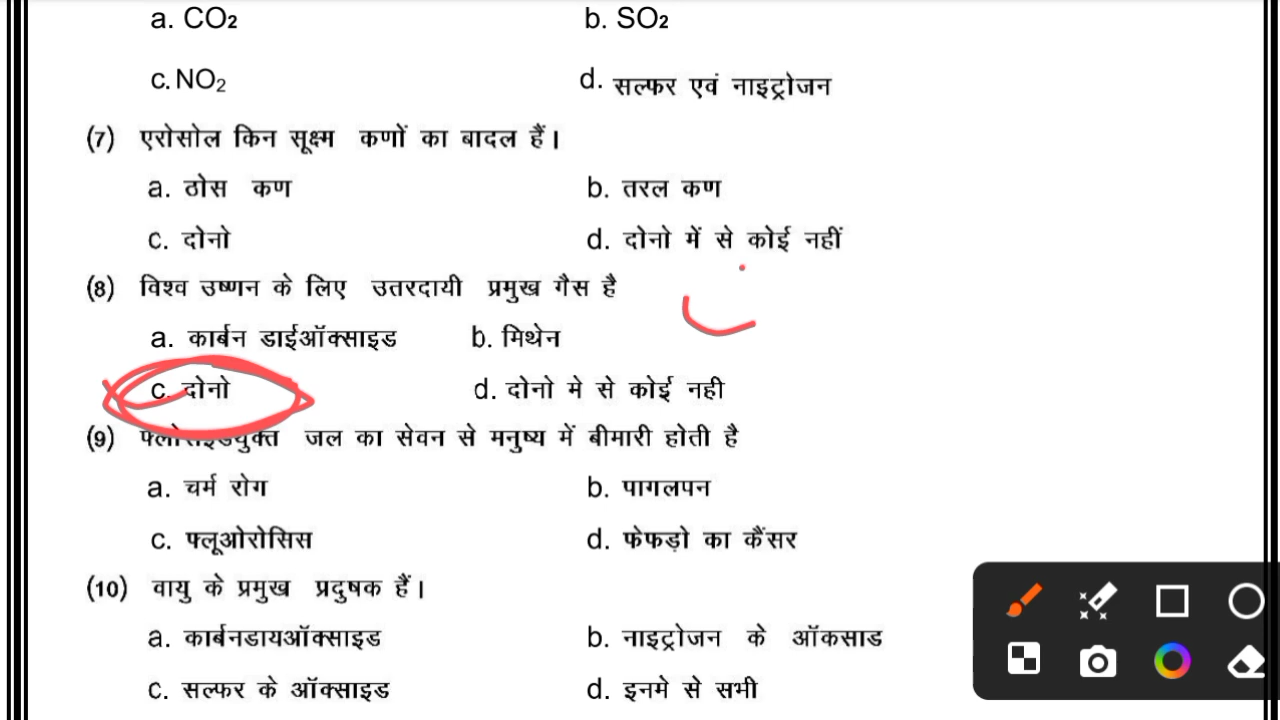 a. CO₂ b. SO₂
c. NO₂ d. सल्फर एवं नाइट्रोजन
(7) एरोसोल किन सूक्ष्म कणों का बादल हैं।
a. ठोस कण b. तरल कण
c. दोनो d. दोनो में से कोई नहीं
(8) विश्व उष्णन के लिए उतरदायी प्रमुख गैस है
a. कार्बन डाईऑक्साइड b. मिथेन
c. दोनो d. दोनो मे से कोई नही
(9) फ्लोराइडयुक्त जल का सेवन से मनुष्य में बीमारी होती है
a. चर्म रोग b. पागलपन
c. फ्लूओरोसिस d. फेफड़ो का कैंसर
(10) वायु के प्रमुख प्रदुषक हैं।
a. कार्बनडायऑक्साइड b. नाइट्रोजन के ऑकसाड
c. सल्फर के ऑक्साइड d. इनमे से सभी